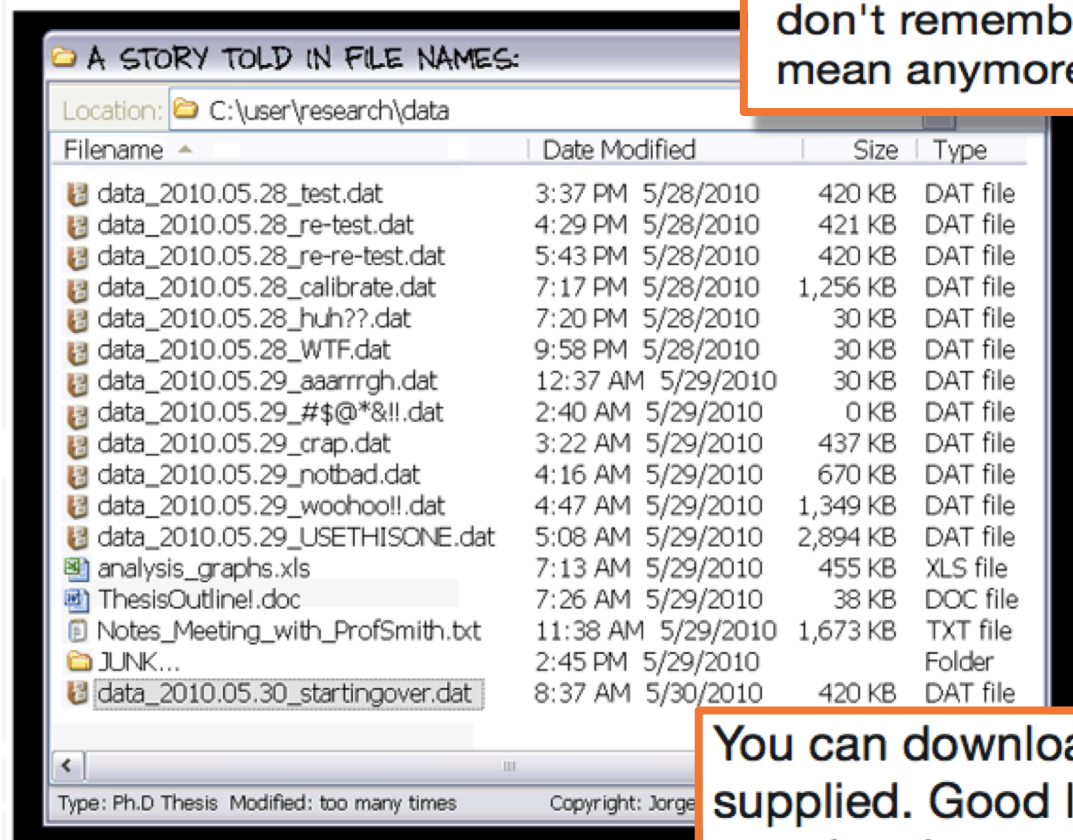 don't rememb
mean anymore
A STORY TOLD IN FILE NAMES:
Location: C:\user\research\data
Filename Date Modified Size Type
data_2010.05.28_test.dat 3:37 PM 5/28/2010 420 KB DAT file
data_2010.05.28_re-test.dat 4:29 PM 5/28/2010 421 KB DAT file
data_2010.05.28_re-re-test.dat 5:43 PM 5/28/2010 420 KB DAT file
data_2010.05.28_calibrate.dat 7:17 PM 5/28/2010 1,256 KB DAT file
data_2010.05.28_huh??.dat 7:20 PM 5/28/2010 30 KB DAT file
data_2010.05.28_WTF.dat 9:58 PM 5/28/2010 30 KB DAT file
data_2010.05.29_aaarrrgh.dat 12:37 AM 5/29/2010 30 KB DAT file
data_2010.05.29_#$@*&!!.dat 2:40 AM 5/29/2010 0 KB DAT file
data_2010.05.29_crap.dat 3:22 AM 5/29/2010 437 KB DAT file
data_2010.05.29_notbad.dat 4:16 AM 5/29/2010 670 KB DAT file
data_2010.05.29_woohoo!!.dat 4:47 AM 5/29/2010 1,349 KB DAT file
data_2010.05.29_USETHISONE.dat 5:08 AM 5/29/2010 2,894 KB DAT file
analysis_graphs.xls 7:13 AM 5/29/2010 455 KB XLS file
ThesisOutline!.doc 7:26 AM 5/29/2010 38 KB DOC file
Notes_Meeting_with_ProfSmith.txt 11:38 AM 5/29/2010 1,673 KB TXT file
JUNK... 2:45 PM 5/29/2010 Folder
data_2010.05.30_startingover.dat 8:37 AM 5/30/2010 420 KB DAT file
You can downloa
supplied. Good l
Type: Ph.D Thesis Modified: too many times Copyright: Jorge